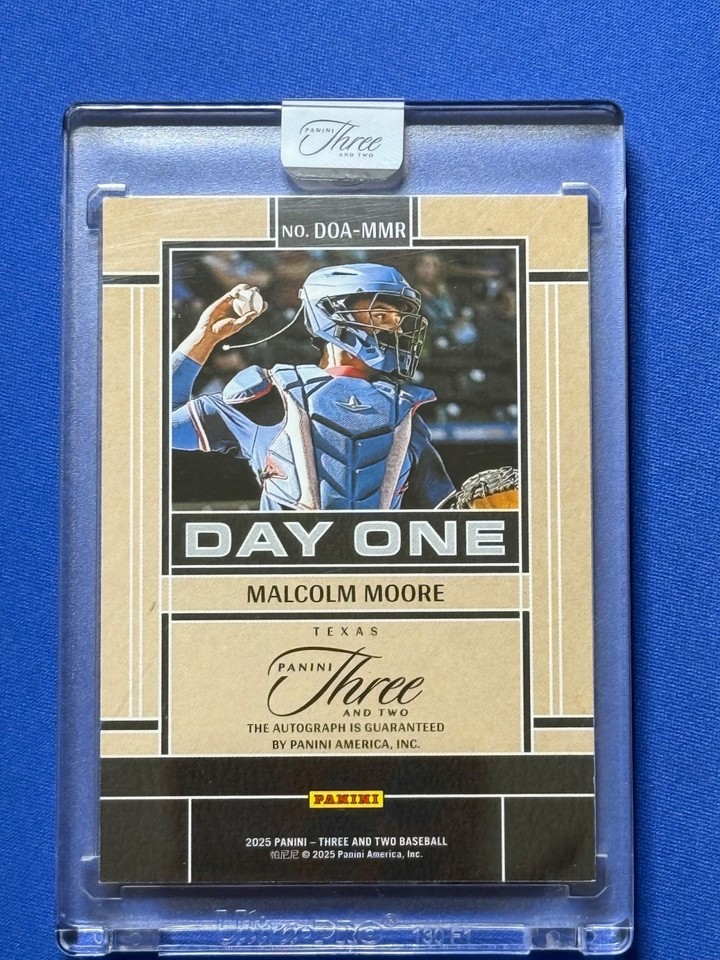 PANINI
Three
AND TWO
NO. DOA-MMR
DAY ONE
MALCOLM MOORE
TEXAS
PANINI
Three
AND TWO
THE AUTOGRAPH IS GUARANTEED
BY PANINI AMERICA, INC.
PANINI
2025 PANINI – THREE AND TWO BASEBALL
帕尼尼 © 2025 Panini America, Inc.
Ultra•PRO®